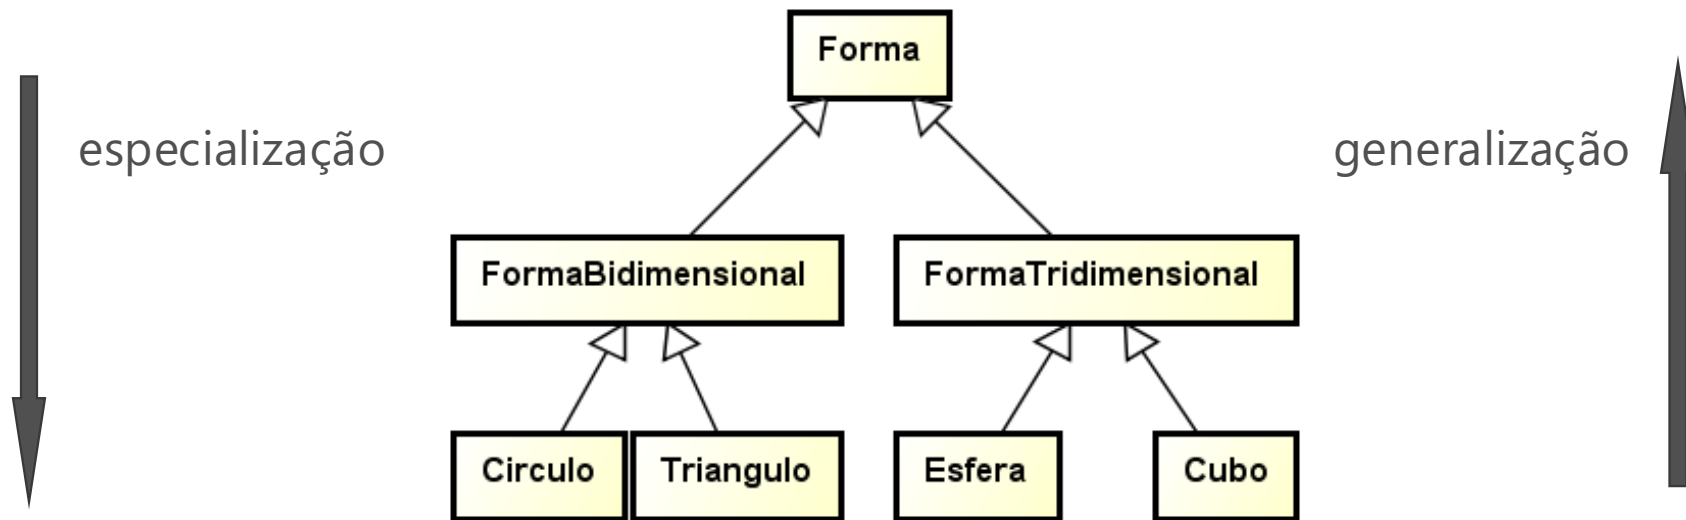 Forma
especialização
generalização
FormaBidimensional
FormaTridimensional
Circulo
Triangulo
Esfera
Cubo